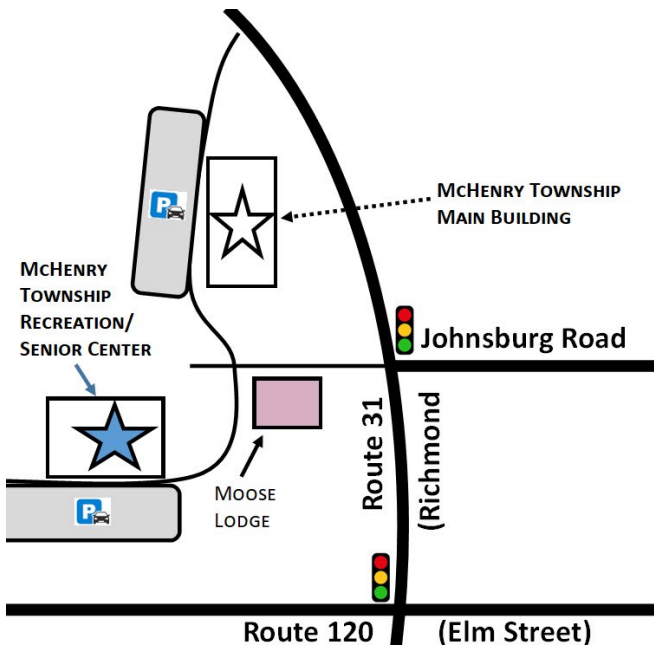 McHenry Township
Main Building
McHenry
Township
Recreation/
Senior Center
P
Johnsburg Road
Route 31
(Richmond
Moose
Lodge
P
Route 120 (Elm Street)